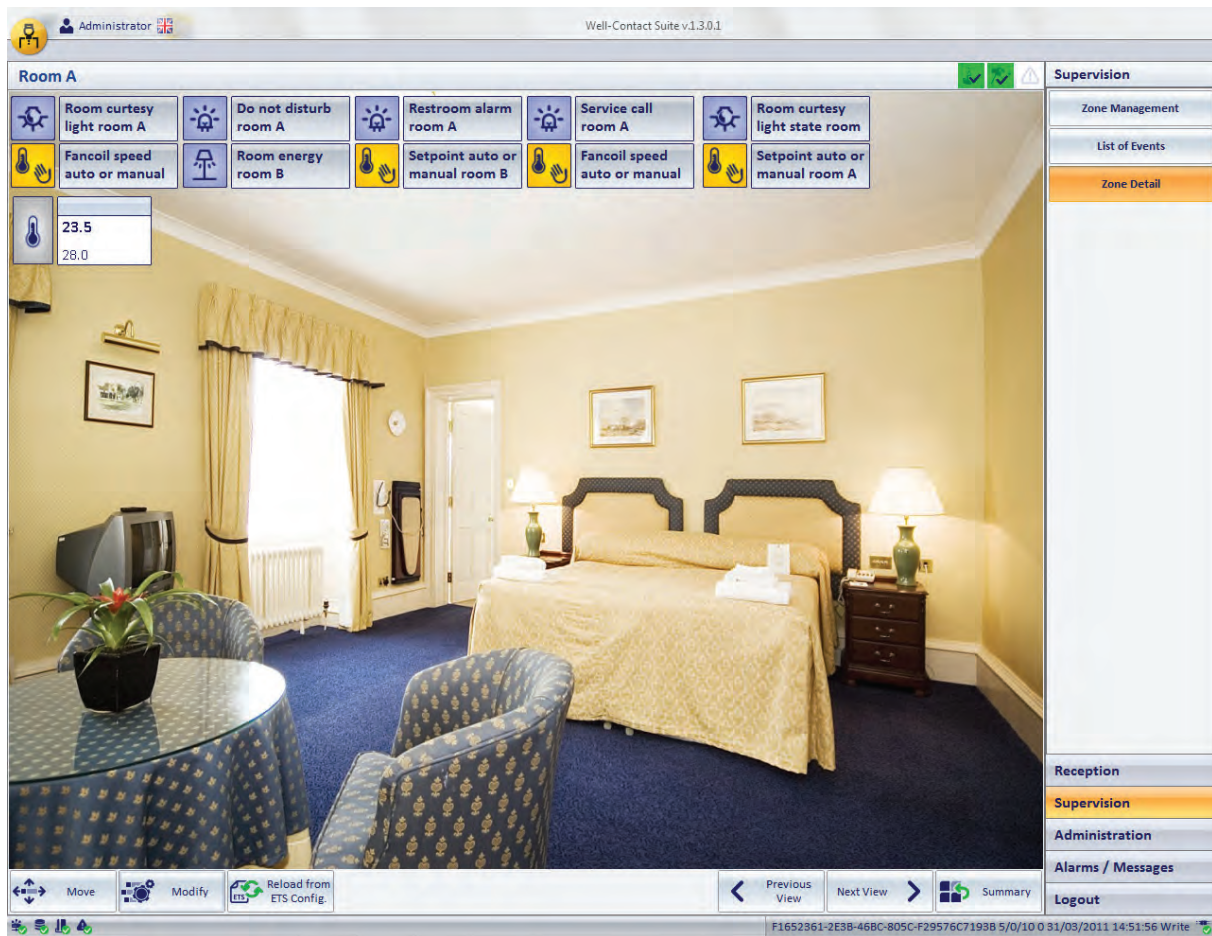 Administrator
Well-Contact Suite v.1.3.0.1
Room A
Supervision
Room curtesy
light room A
Do not disturb
room A
Restroom alarm
room A
Service call
room A
Room curtesy
light state room
Fancoil speed
auto or manual
Room energy
room B
Setpoint auto or
manual room B
Fancoil speed
auto or manual
Setpoint auto or
manual room A
23.5
28.0
Zone Management
List of Events
Zone Detail
Reception
Supervision
Administration
Alarms / Messages
Logout
Move
Modify
ETS
Reload from
ETS Config.
Previous
View
Next View
Summary
F1652361-2E3B-46BC-805C-F29576C7193B 5/0/10 0 31/03/2011 14:51:56 Write